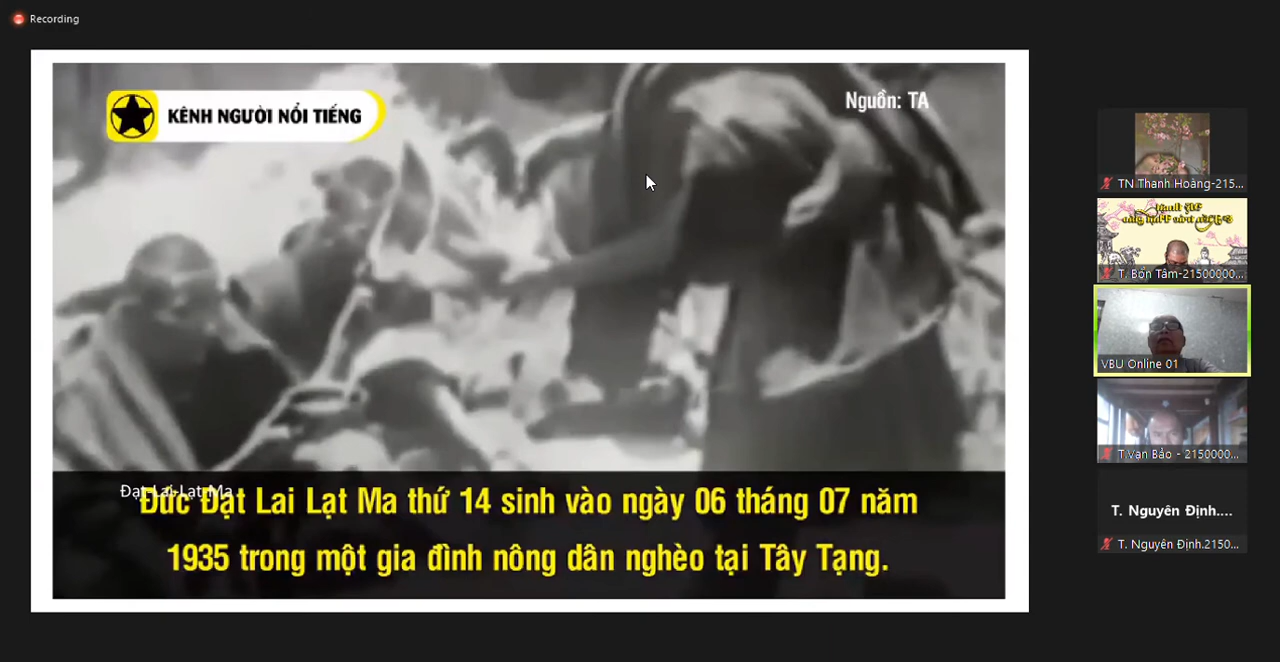 Recording
KÊNH NGƯỜI NỔI TIẾNG
Nguồn: TA
Đạt-Lai-Lạt Ma
Đức Đạt Lai Lạt Ma thứ 14 sinh vào ngày 06 tháng 07 năm
1935 trong một gia đình nông dân nghèo tại Tây Tạng.
TN Thanh Hoàng-215...
T. Bổn Tâm-21500000...
VBU Online 01
T.Vạn Bảo - 2150000...
T. Nguyên Định....
T. Nguyên Định.2150...